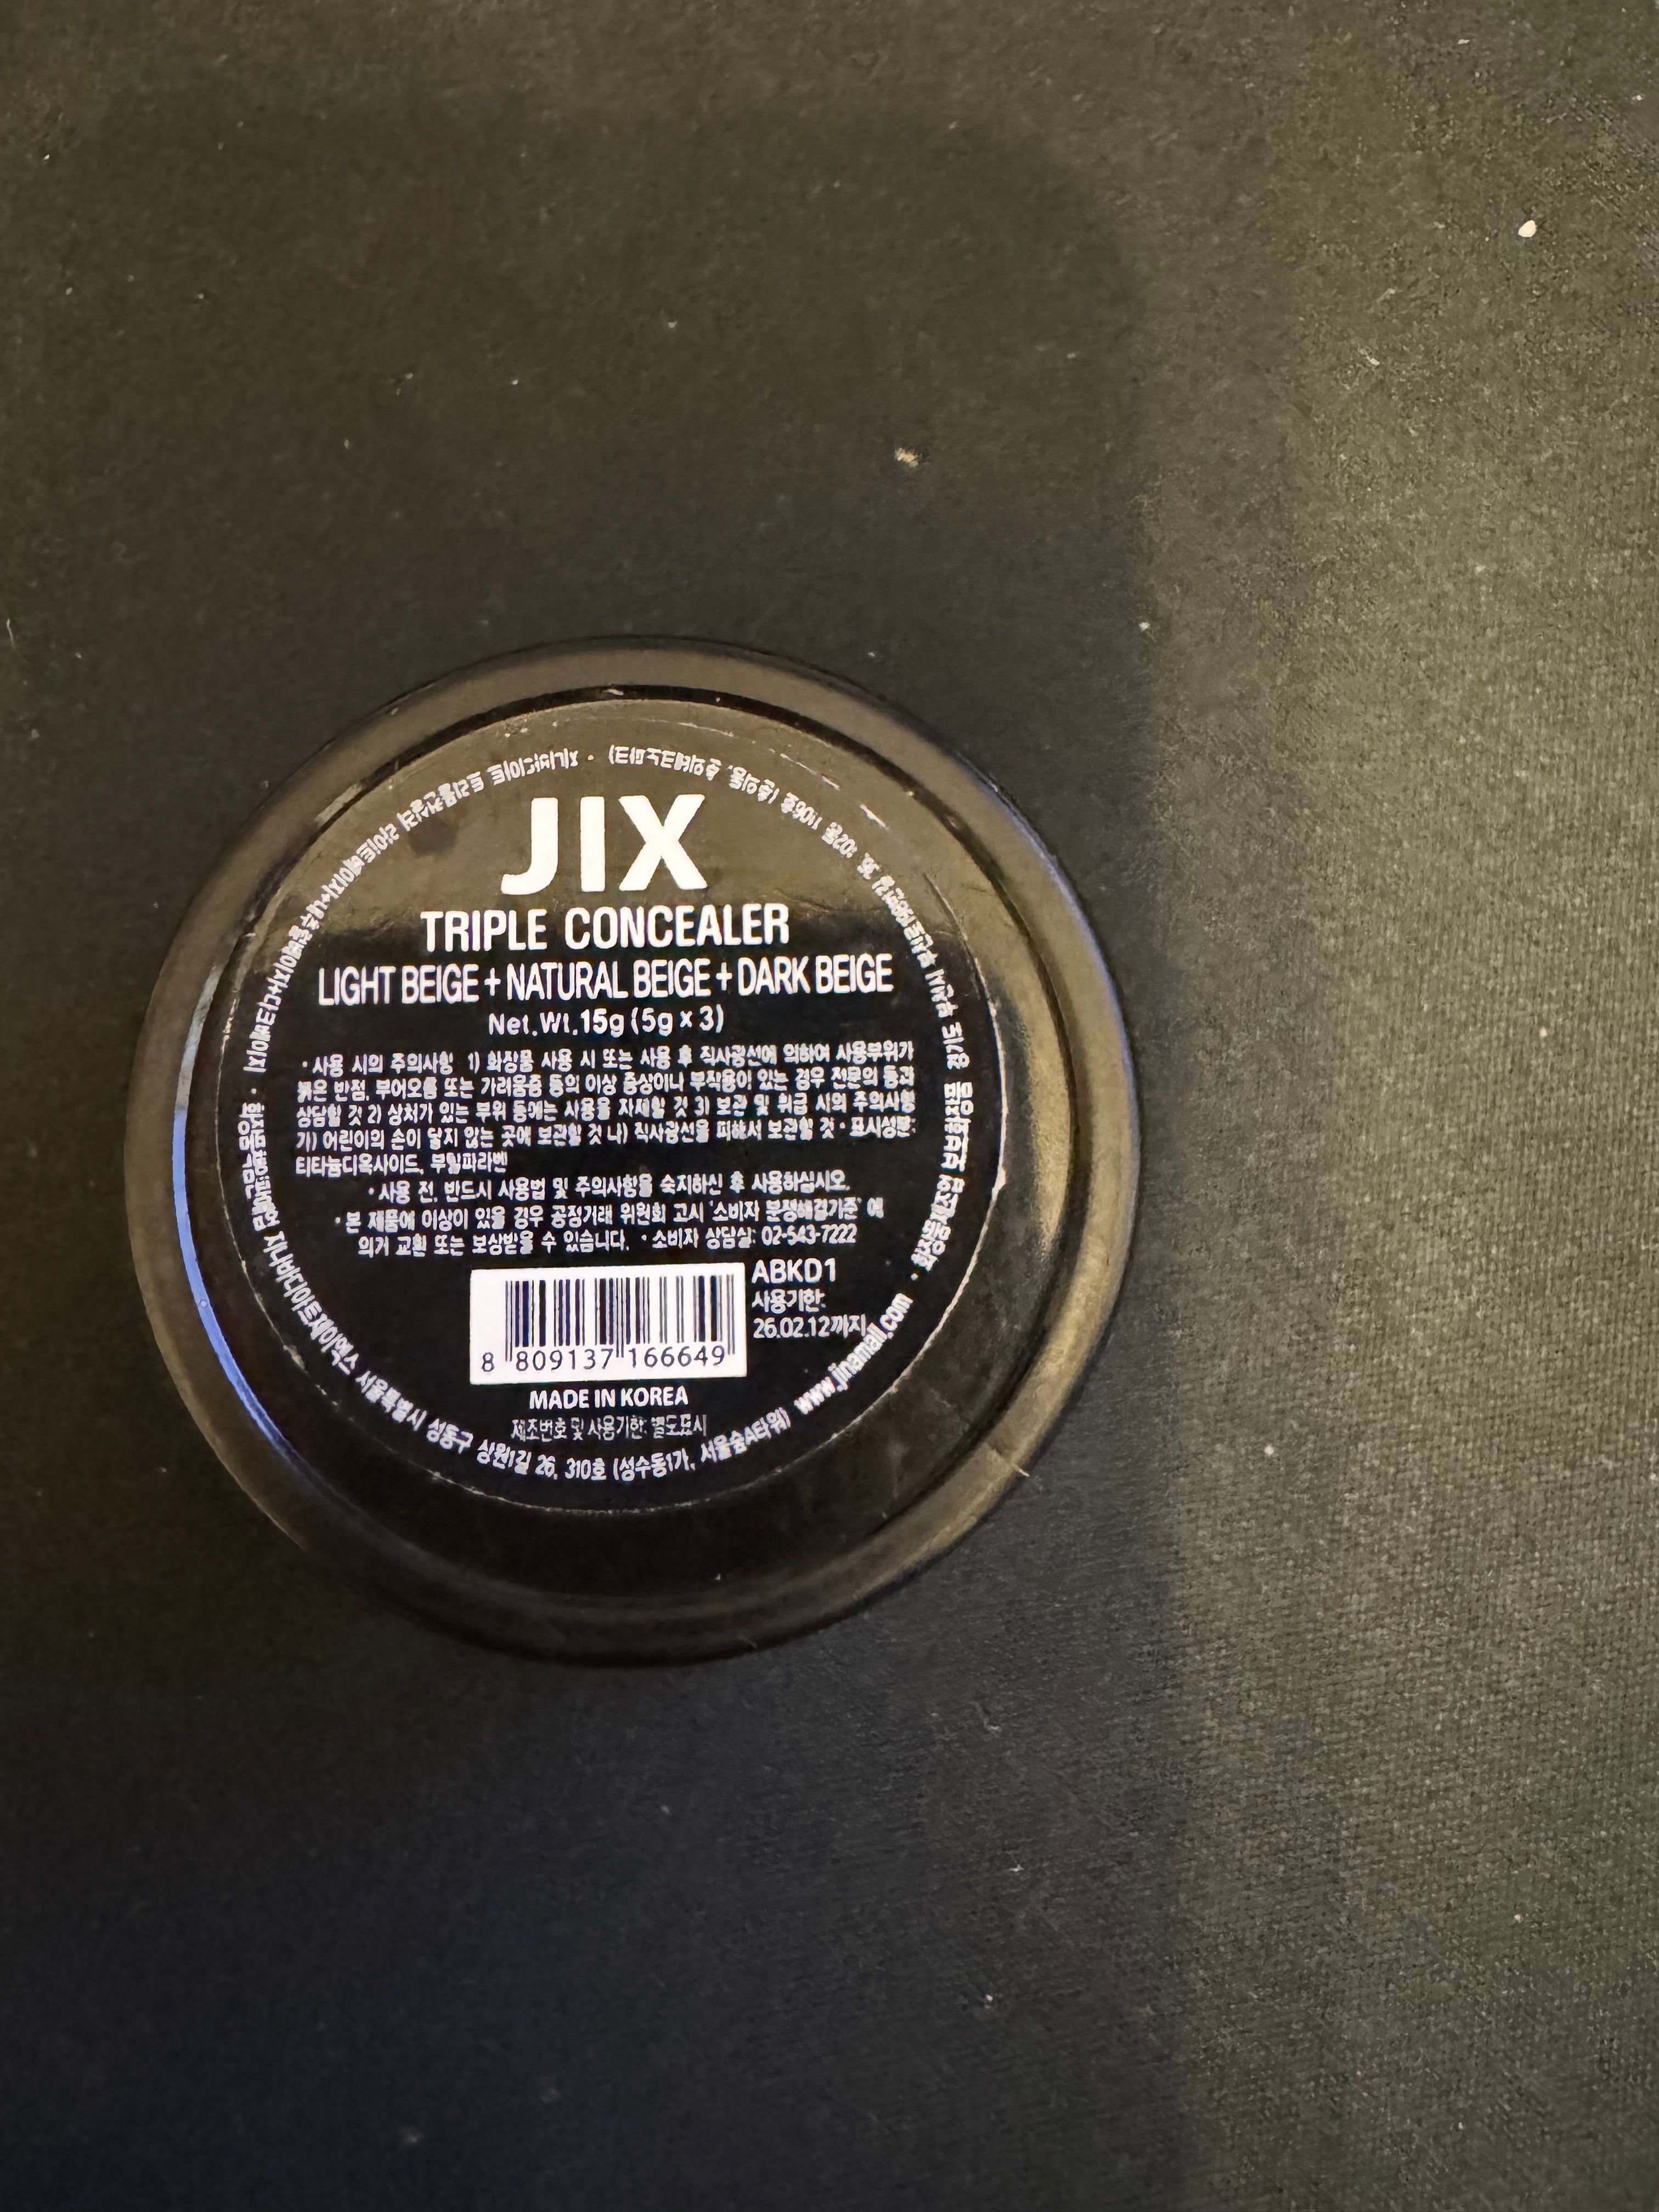 JIX
TRIPLE CONCEALER
LIGHT BEIGE + NATURAL BEIGE + DARK BEIGE
Net.Wt.15g(5g x 3)
• 사용 시의 주의사항 1) 화장품 사용 시 또는 사용 후 직사광선에 의하여 사용부위가
붉은 반점, 부어오름 또는 가려움증 등의 이상 증상이나 부작용이 있는 경우 전문의 등과
상담할 것 2) 상처가 있는 부위 등에는 사용을 자제할 것 3) 보관 및 취급 시의 주의사항
가) 어린이의 손이 닿지 않는 곳에 보관할 것 나) 직사광선을 피해서 보관할 것 • 표시성분:
티타늄디옥사이드, 부틸파라벤
• 사용 전, 반드시 사용법 및 주의사항을 숙지하신 후 사용하십시오.
• 본 제품에 이상이 있을 경우 공정거래 위원회 고시 '소비자 분쟁해결기준' 에
의거 교환 또는 보상받을 수 있습니다. • 소비자 상담실: 02-543-7222
ABKD1
사용기한:
26.02.12까지
8 809137 166649
MADE IN KOREA
제조번호 및 사용기한: 별도표시
지나바디아트제이엑스 서울특별시 성동구 상원1길 26, 310호 (성수동1가, 서울숲A타워) www.jinamall.com